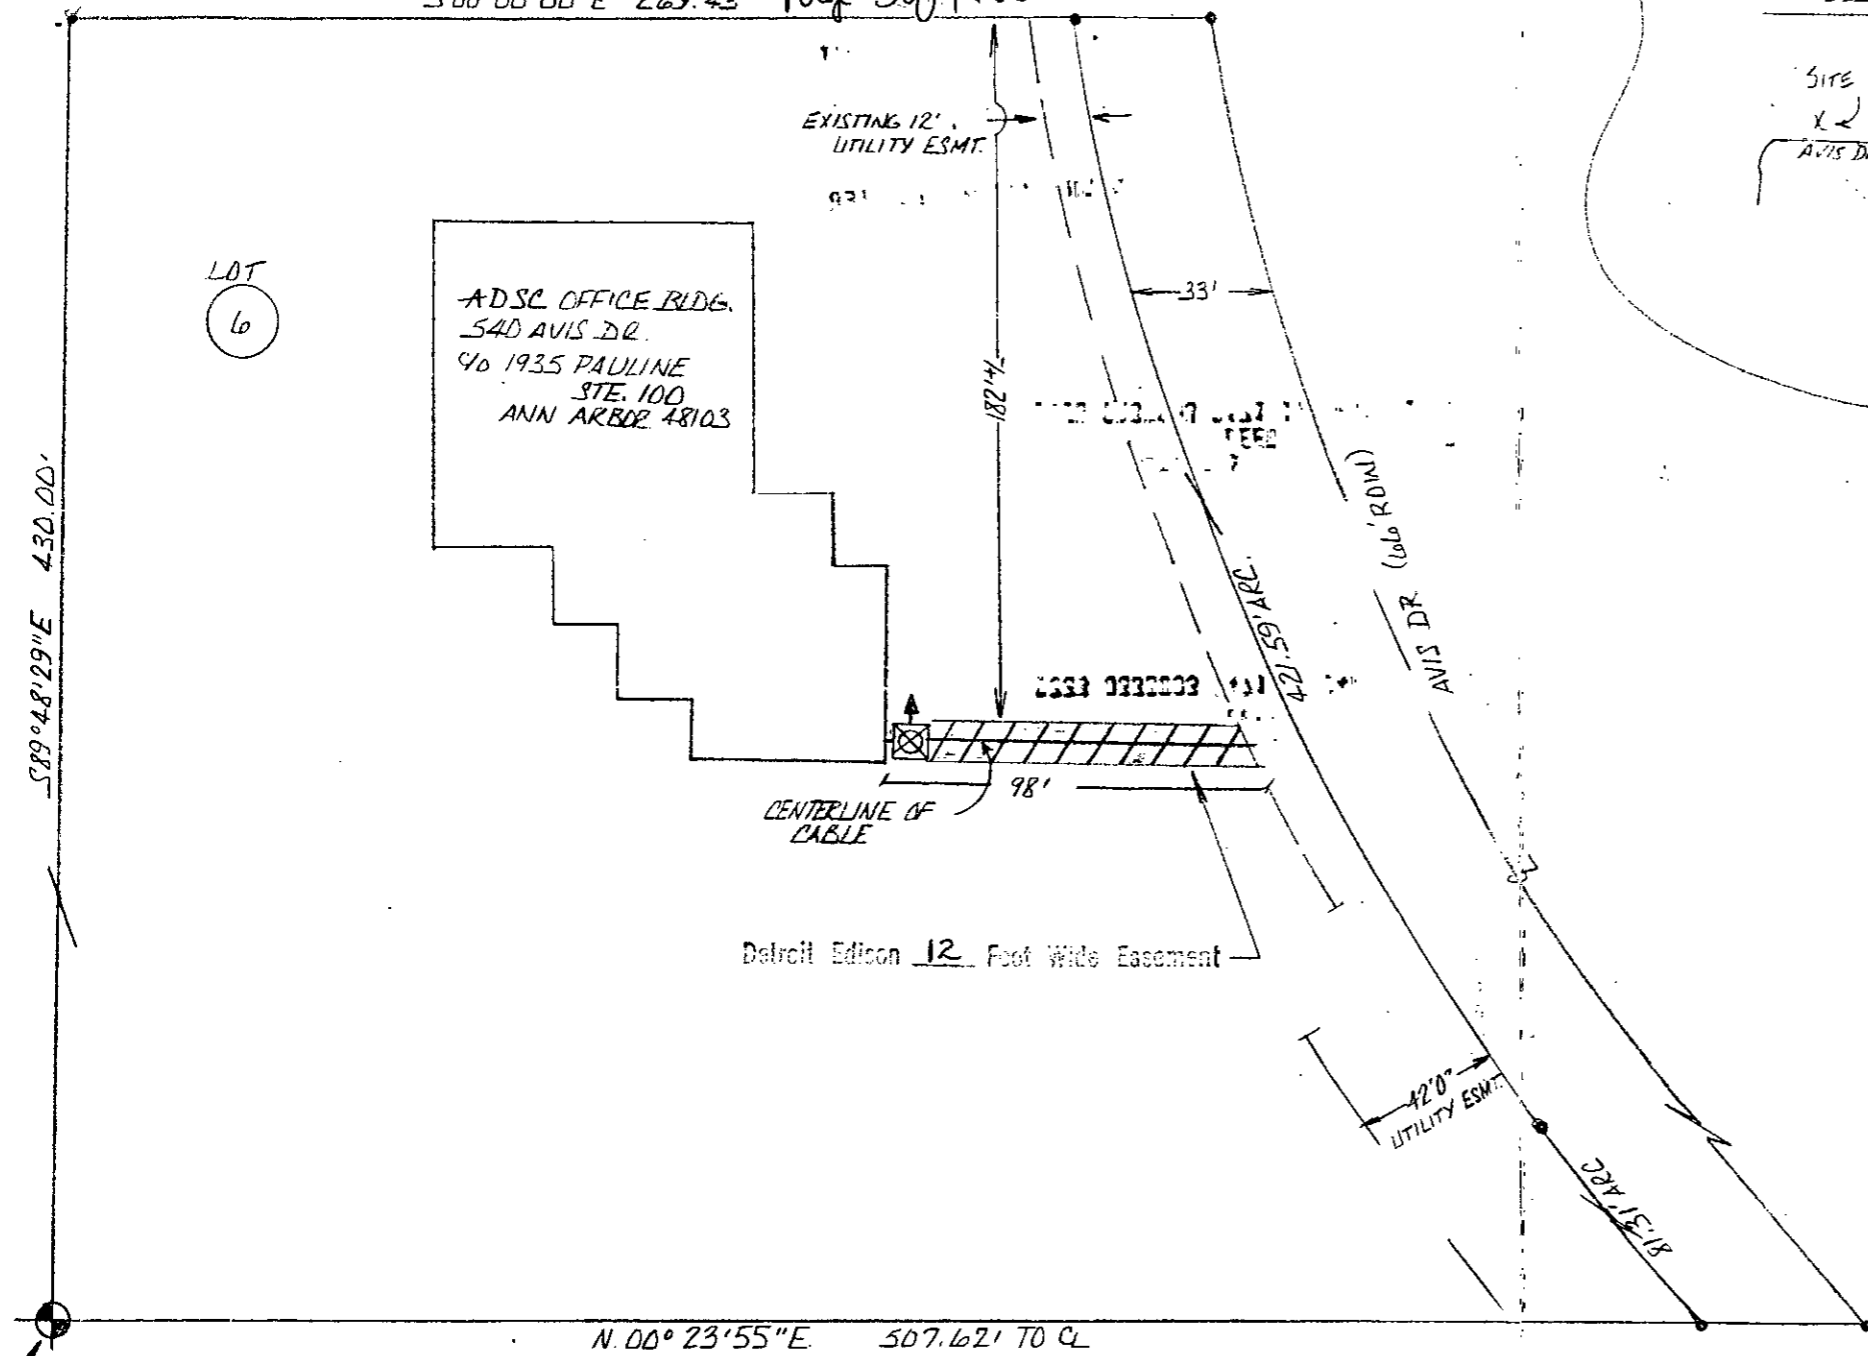 SITE
X
EXISTING 12'
UTILITY ESMT.
AVIS DR
33'
LOT
6
ADSC OFFICE BLDG.
540 AVIS DR.
C/O 1935 PAULINE
STE. 100
ANN ARBOR 48103
182'+/-
AVIS DR (66' ROW)
S89°48'29"E 430.00'
421.59' ARC.
98'
CENTERLINE OF
CABLE
CL
Detroit Edison 12 Foot Wide Easement
42'0"
UTILITY ESMT.
81.31' ARC
N.00°23'55"E. 507.62' TO CL